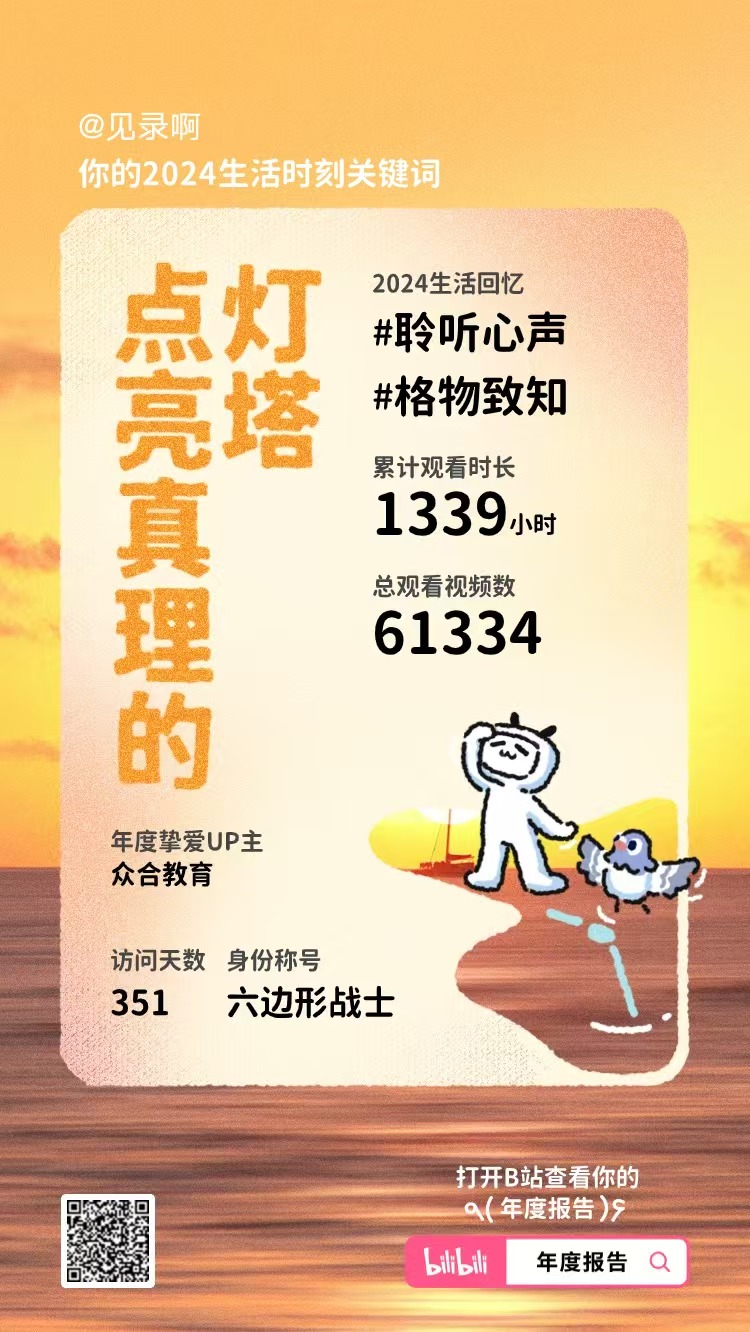 @见录啊
你的2024生活时刻关键词
点亮真理的
灯塔
2024生活回忆
#聆听心声
#格物致知
累计观看时长
1339小时
总观看视频数
61334
年度挚爱UP主
众合教育
访问天数
351
身份称号
六边形战士
打开B站查看你的
٩(年度报告)۶
bilibili
年度报告